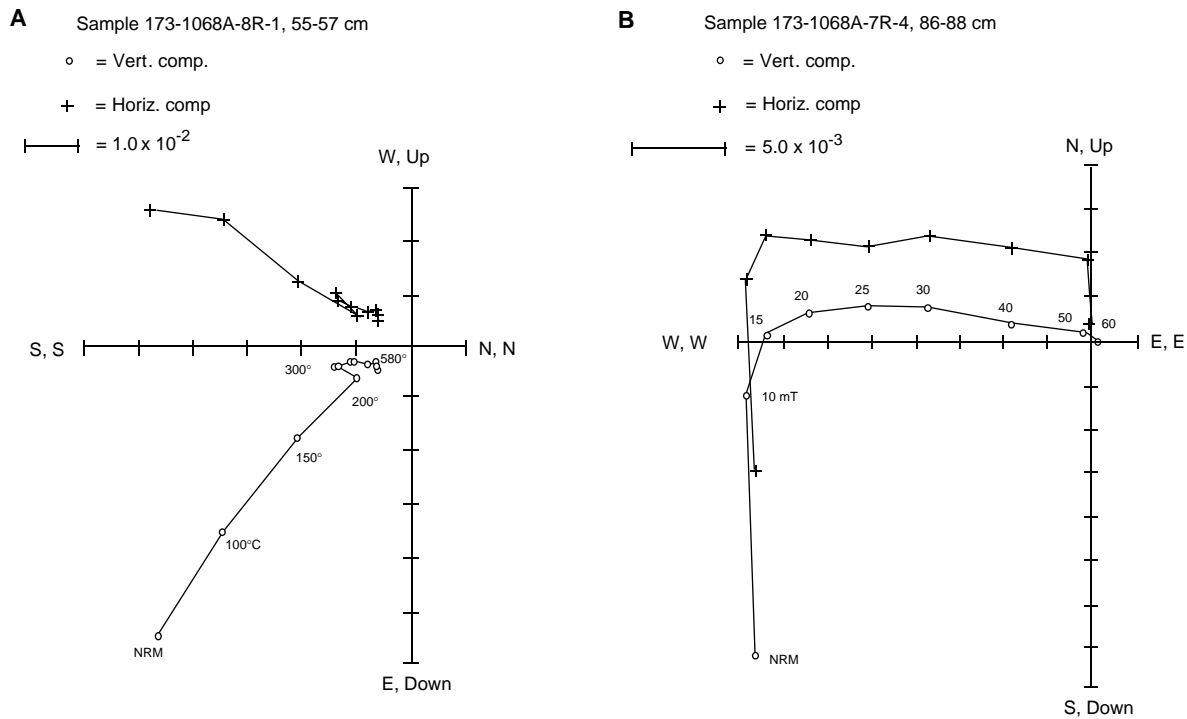 A
Sample 173-1068A-8R-1, 55-57 cm
= Vert. comp.
= Horiz. comp
= 1.0 x 10-2
W, Up
S, S
N, N
580°
300°
200°
150°
100°C
NRM
E, Down
B
Sample 173-1068A-7R-4, 86-88 cm
= Vert. comp.
= Horiz. comp
= 5.0 x 10-3
N, Up
15
20
25
30
40
50
60
W, W
E, E
10 mT
NRM
S, Down